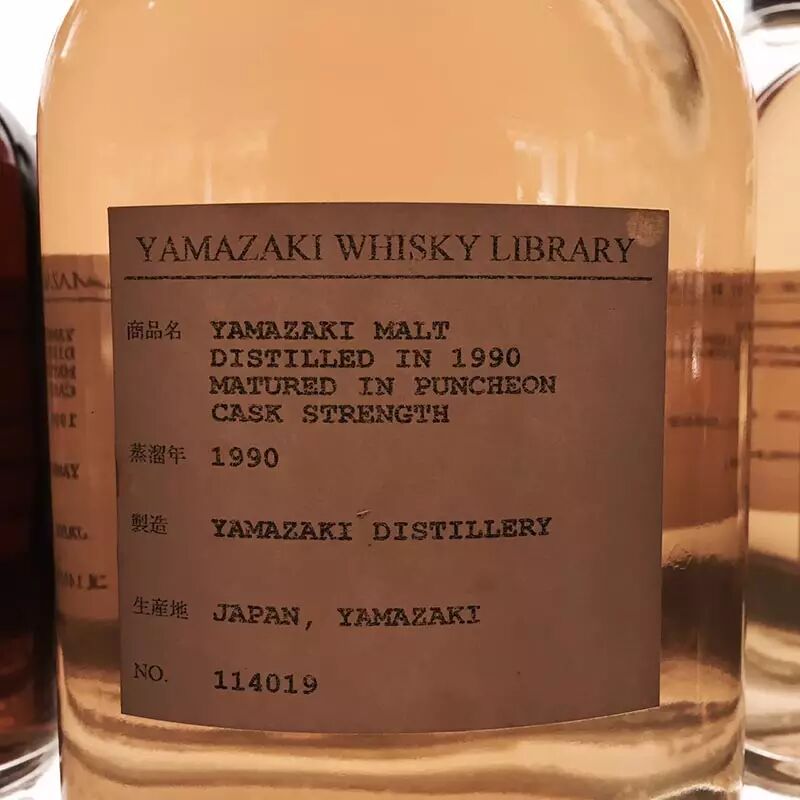 YAMAZAKI WHISKY LIBRARY
商品名 YAMAZAKI MALT
DISTILLED IN 1990
MATURED IN PUNCHEON
CASK STRENGTH
蒸溜年 1990
製造 YAMAZAKI DISTILLERY
生産地 JAPAN, YAMAZAKI
NO. 114019